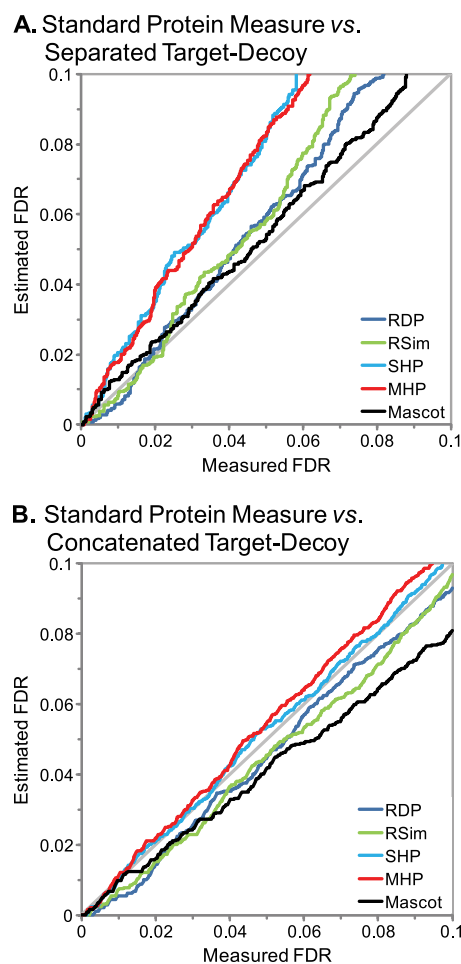 A. Standard Protein Measure vs.
Separated Target-Decoy
0.1
0.08
0.06
0.04
0.02
0
Estimated FDR
RDP
RSim
SHP
MHP
Mascot
0 0.02 0.04 0.06 0.08 0.1
Measured FDR
B. Standard Protein Measure vs.
Concatenated Target-Decoy
0.1
0.08
0.06
0.04
0.02
0
Estimated FDR
RDP
RSim
SHP
MHP
Mascot
0 0.02 0.04 0.06 0.08 0.1
Measured FDR